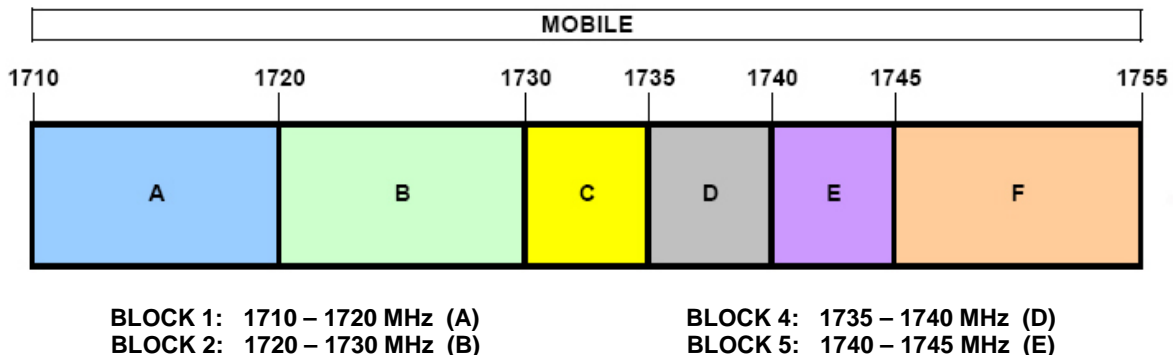 MOBILE
1710 1720 1730 1735 1740 1745 1755
A B C D E F
BLOCK 1: 1710 – 1720 MHz (A) BLOCK 4: 1735 – 1740 MHz (D)
BLOCK 2: 1720 – 1730 MHz (B) BLOCK 5: 1740 – 1745 MHz (E)